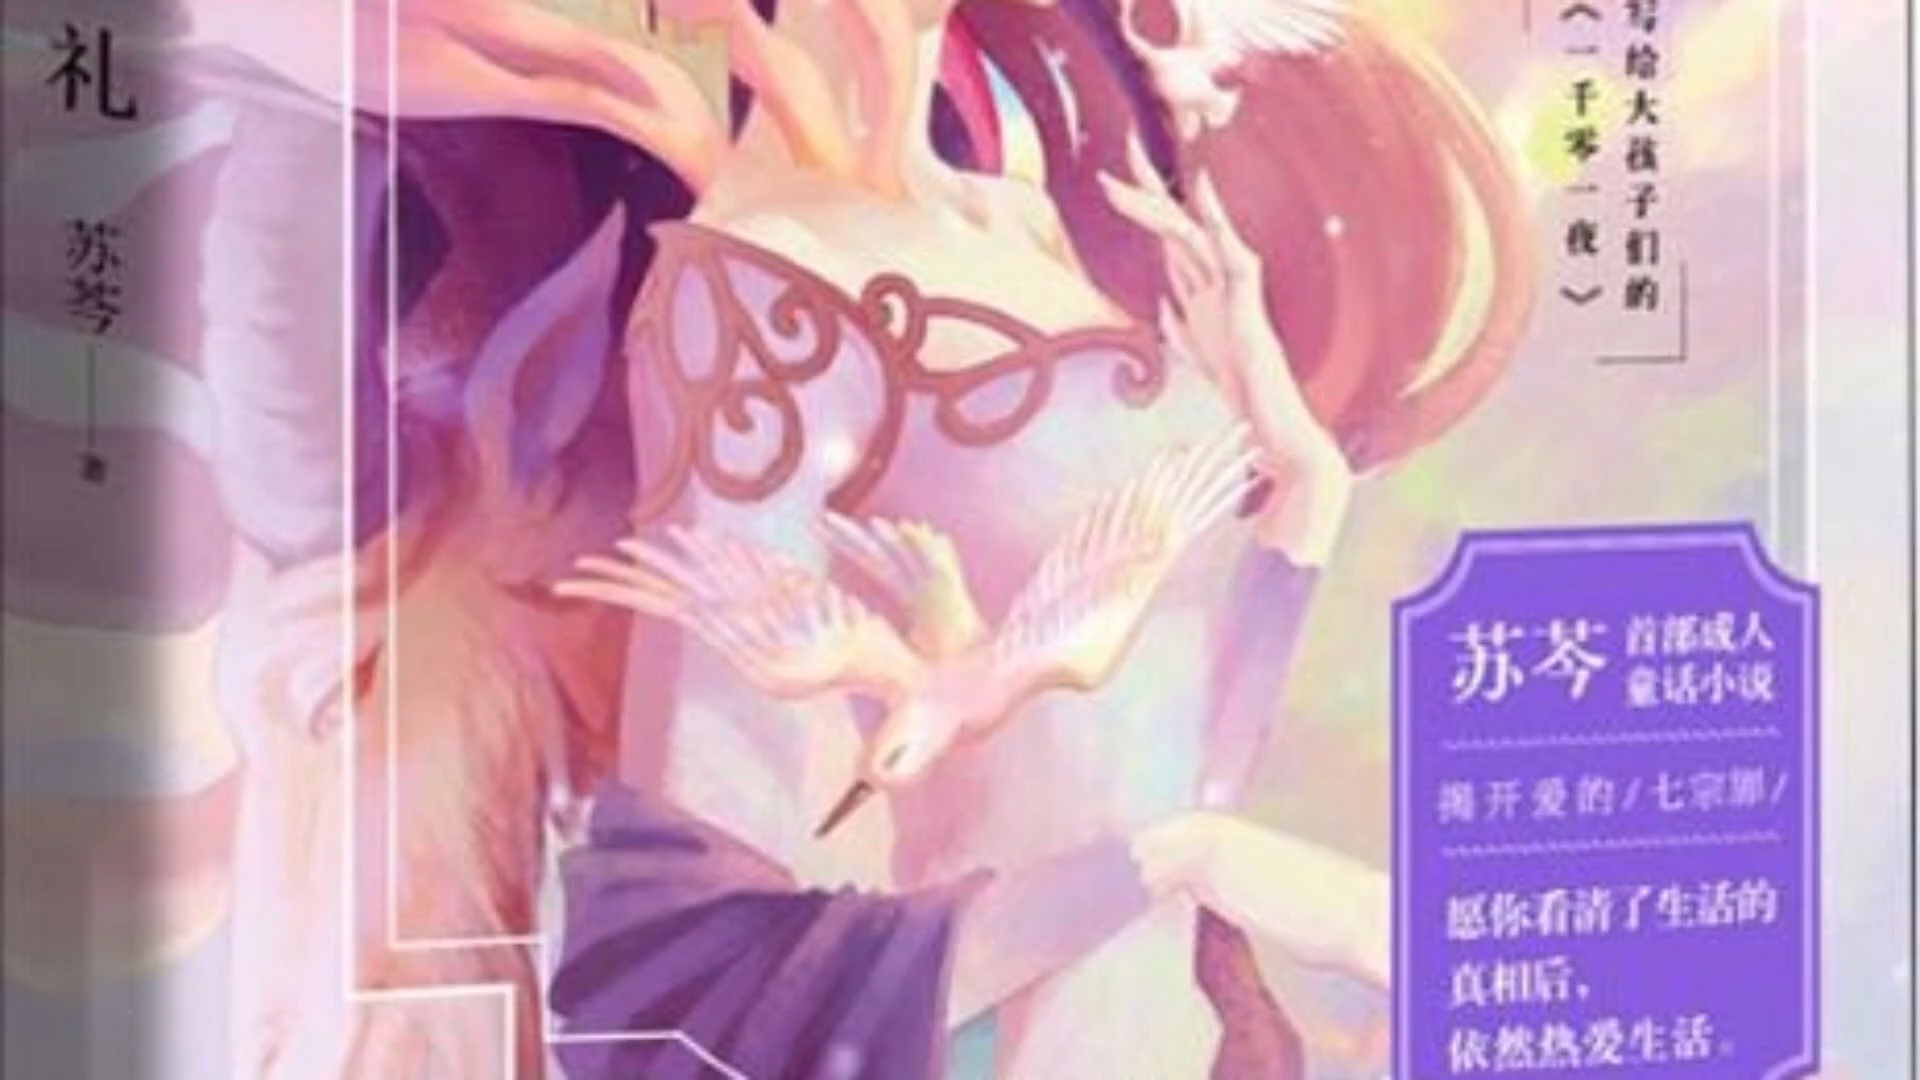 礼
苏芩
著
写给大孩子们的
《一千零一夜》
苏芩
首部成人
童话小说
揭开爱的/七宗罪/
愿你看清了生活的
真相后，
依然热爱生活。